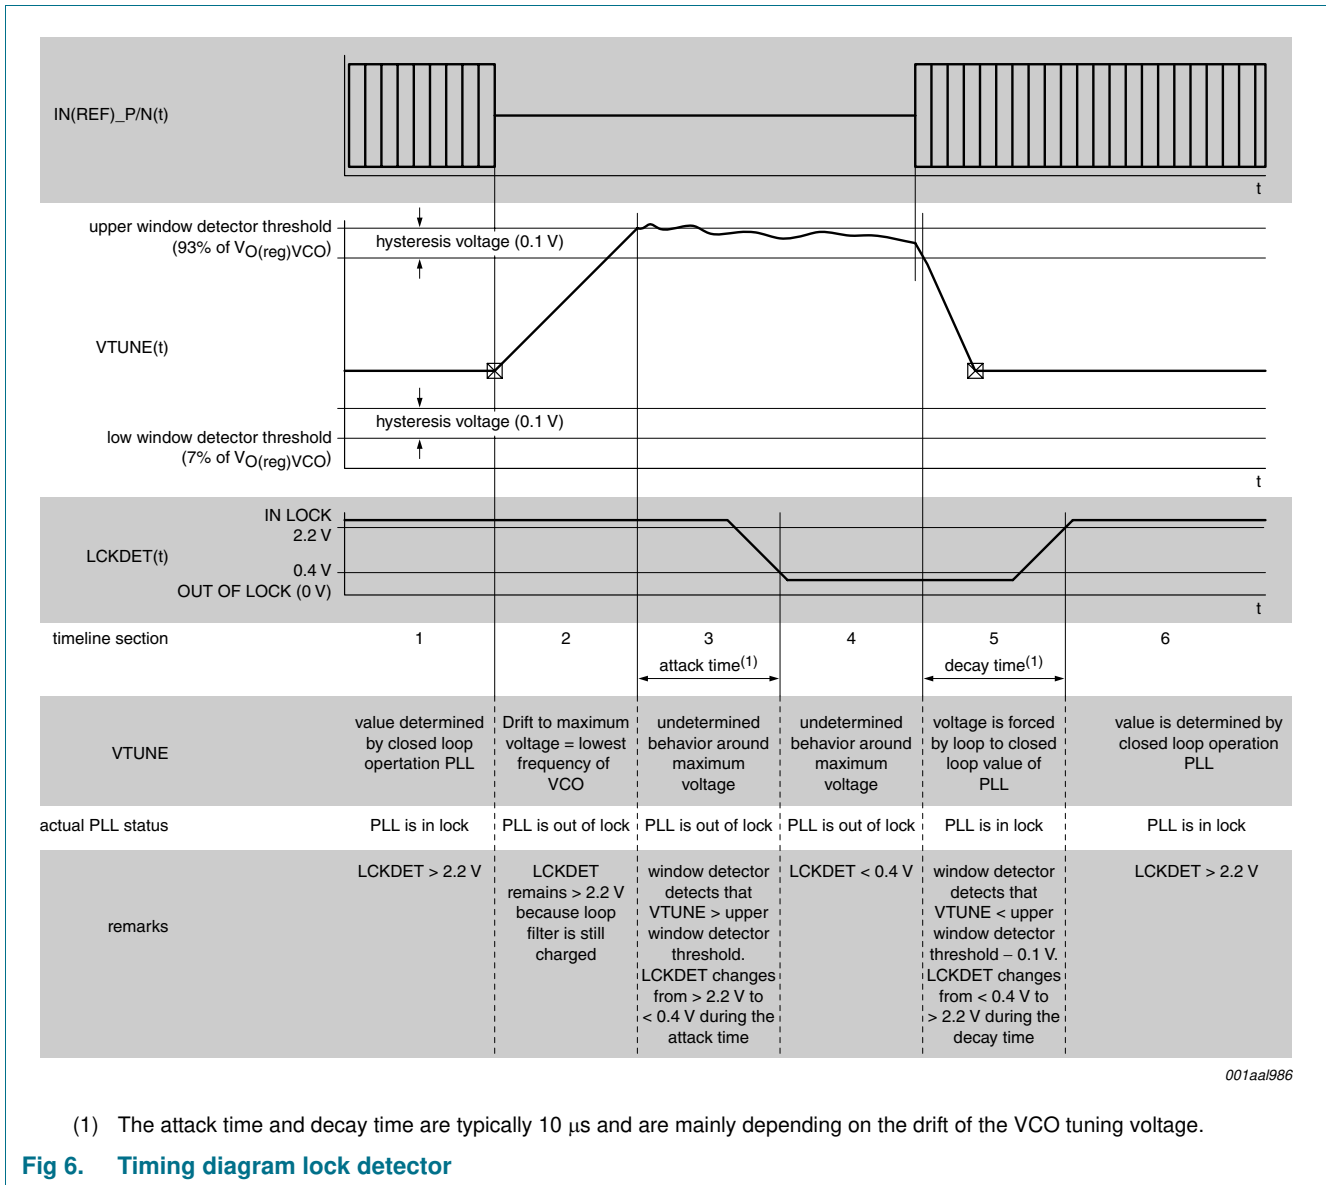 IN(REF)_P/N(t)
t
upper window detector threshold
(93% of VO(reg)VCO)
hysteresis voltage (0.1 V)
VTUNE(t)
hysteresis voltage (0.1 V)
low window detector threshold
(7% of VO(reg)VCO)
t
IN LOCK
2.2 V
LCKDET(t)
0.4 V
OUT OF LOCK (0 V)
t
timeline section
1
2
3
4
5
6
attack time(1)
decay time(1)
VTUNE
value determined
by closed loop
opertation PLL
Drift to maximum
voltage = lowest
frequency of
VCO
undetermined
behavior around
maximum
voltage
undetermined
behavior around
maximum
voltage
voltage is forced
by loop to closed
loop value of
PLL
value is determined by
closed loop operation
PLL
actual PLL status
PLL is in lock
PLL is out of lock
PLL is out of lock
PLL is out of lock
PLL is in lock
PLL is in lock
remarks
LCKDET > 2.2 V
LCKDET
remains > 2.2 V
because loop
filter is still
charged
window detector
detects that
VTUNE > upper
window detector
threshold.
LCKDET changes
from > 2.2 V to
< 0.4 V during the
attack time
LCKDET < 0.4 V
window detector
detects that
VTUNE < upper
window detector
threshold − 0.1 V.
LCKDET changes
from < 0.4 V to
> 2.2 V during the
decay time
LCKDET > 2.2 V
001aal986
(1) The attack time and decay time are typically 10 μs and are mainly depending on the drift of the VCO tuning voltage.
Fig 6. Timing diagram lock detector